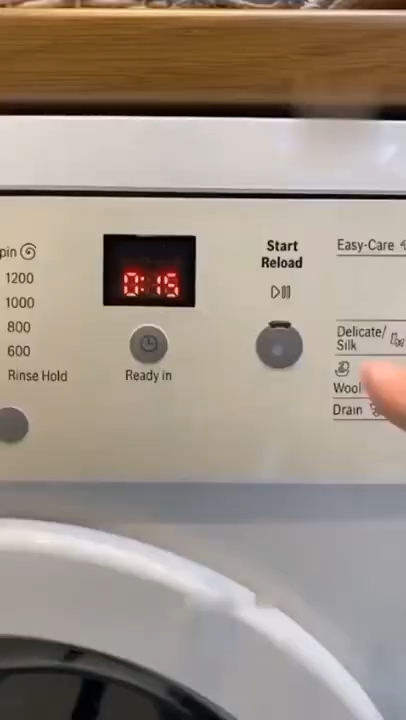 pin
1200
1000
800
600
Rinse Hold
0:15
Ready in
Start
Reload
Easy-Care
Delicate/
Silk
Wool
Drain